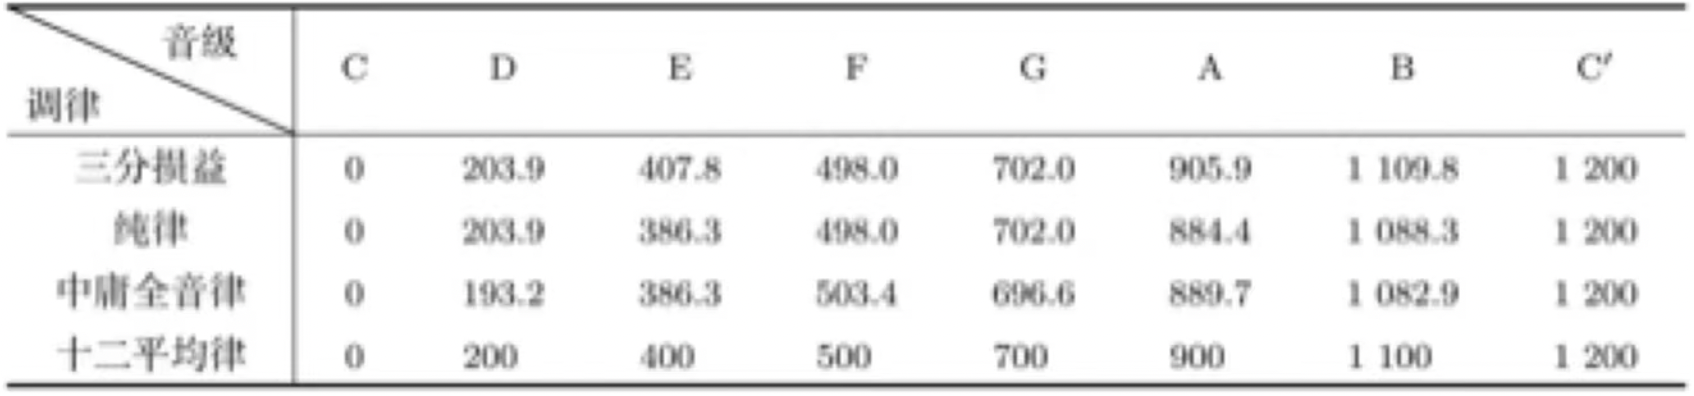 音级
调律
C D E F G A B C′
三分损益 0 203.9 407.8 498.0 702.0 905.9 1 109.8 1 200
纯律 0 203.9 386.3 498.0 702.0 884.4 1 088.3 1 200
中庸全音律 0 193.2 386.3 503.4 696.6 889.7 1 082.9 1 200
十二平均律 0 200 400 500 700 900 1 100 1 200